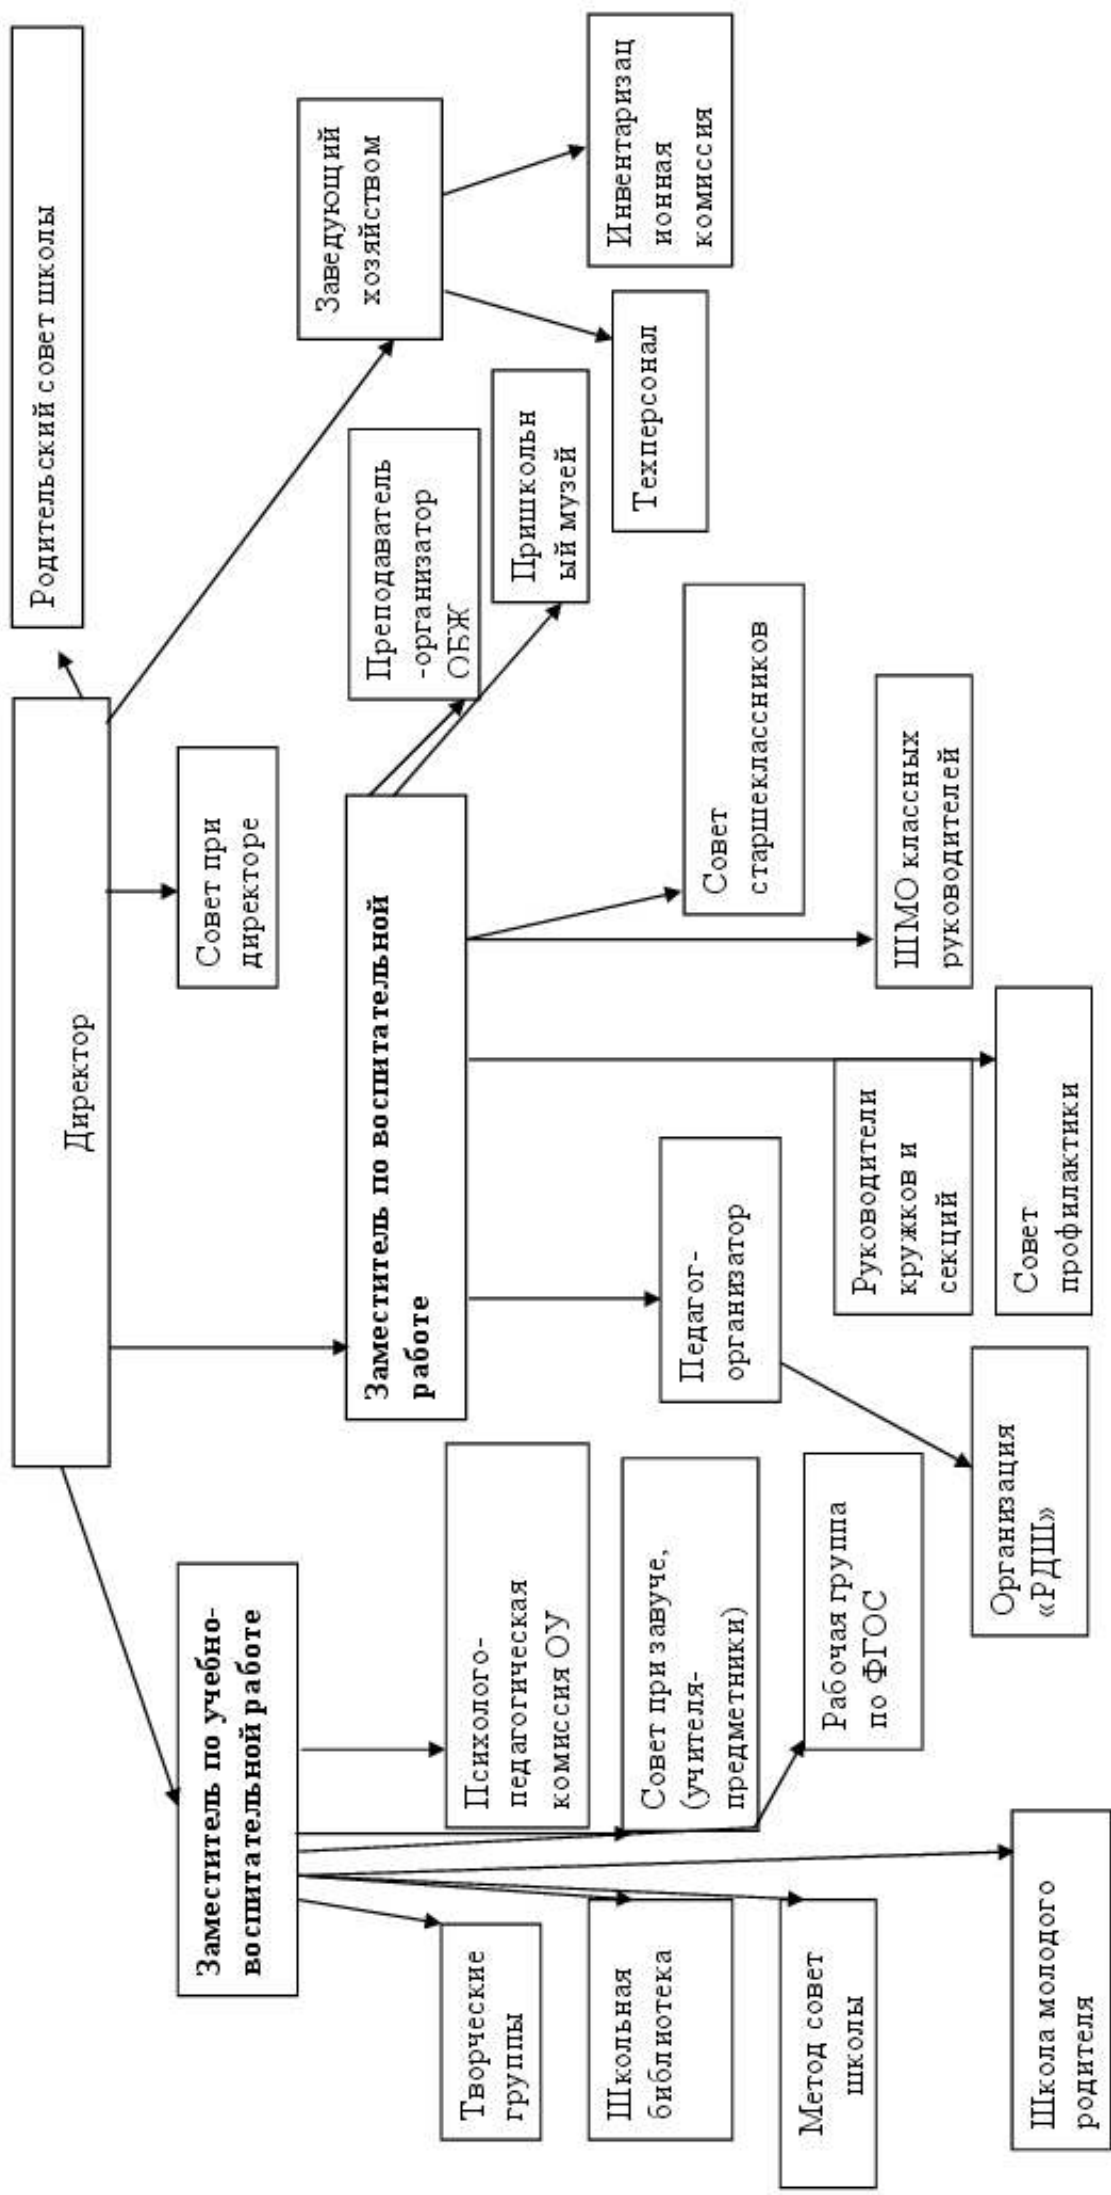 Директор
Родительский совет школы
Совет при
директоре
Заместитель по учебно-
воспитательной работе
Заместитель по воспитательной
работе
Заведующий
хозяйством
Преподаватель
-организатор
ОБЖ
Пришкольн
ый музей
Техперсонал
Инвентаризац
ионная
комиссия
Творческие
группы
Психолого-
педагогическая
комиссия ОУ
Школьная
библиотека
Совет при завуче,
(учителя-
предметники)
Метод совет
школы
Рабочая группа
по ФГОС
Школа молодого
родителя
Педагог-
организатор
Организация
«РДШ»
Руководители
кружков и
секций
Совет
профилактики
Совет
старшеклассников
ШМО классных
руководителей